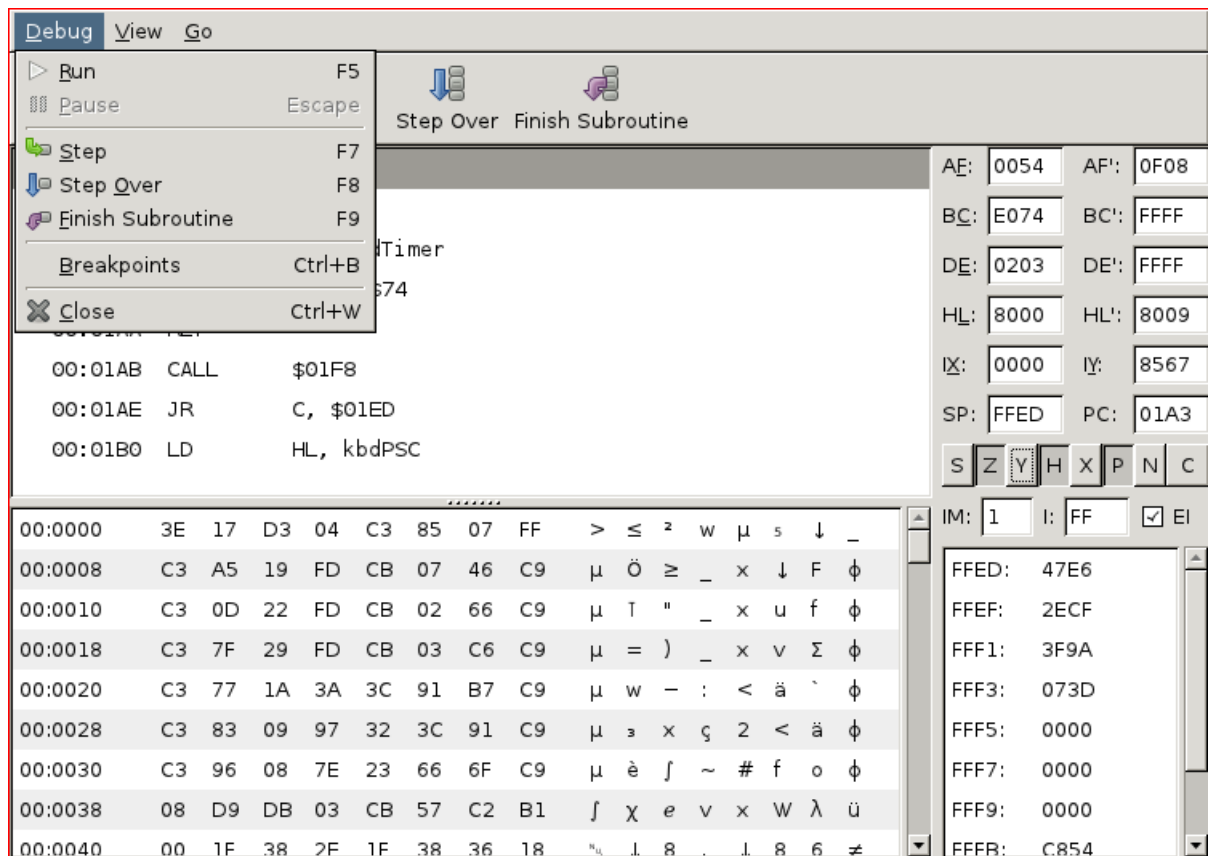 Debug View Go
Run F5
Pause Escape
Step F7
Step Over F8
Finish Subroutine F9
Breakpoints Ctrl+B
Close Ctrl+W
Step Over Finish Subroutine
dTimer
s74
00:01AB CALL $01F8
00:01AE JR C, $01ED
00:01B0 LD HL, kbdPSC
AF: 0054 AF': 0F08
BC: E074 BC': FFFF
DE: 0203 DE': FFFF
HL: 8000 HL': 8009
IX: 0000 IY: 8567
SP: FFED PC: 01A3
S Z Y H X P N C
IM: 1 I: FF EI
00:0000 3E 17 D3 04 C3 85 07 FF > ≤ ² w µ ₅ ↓ _
00:0008 C3 A5 19 FD CB 07 46 C9 µ Ö ≥ _ x ↓ F ϕ
00:0010 C3 0D 22 FD CB 02 66 C9 µ " _ x u f ϕ
00:0018 C3 7F 29 FD CB 03 C6 C9 µ = ) _ x v Σ ϕ
00:0020 C3 77 1A 3A 3C 91 B7 C9 µ w − : < ä ` ϕ
00:0028 C3 83 09 97 32 3C 91 C9 µ ₃ x ç 2 < ä ϕ
00:0030 C3 96 08 7E 23 66 6F C9 µ è ∫ ~ # f o ϕ
00:0038 08 D9 DB 03 CB 57 C2 B1 ∫ χ e v x W λ ü
00:0040 00 1F 38 2F 1F 38 36 18 8 . 8 6 ≠
FFED: 47E6
FFEF: 2ECF
FFF1: 3F9A
FFF3: 073D
FFF5: 0000
FFF7: 0000
FFF9: 0000
FFFB: C854